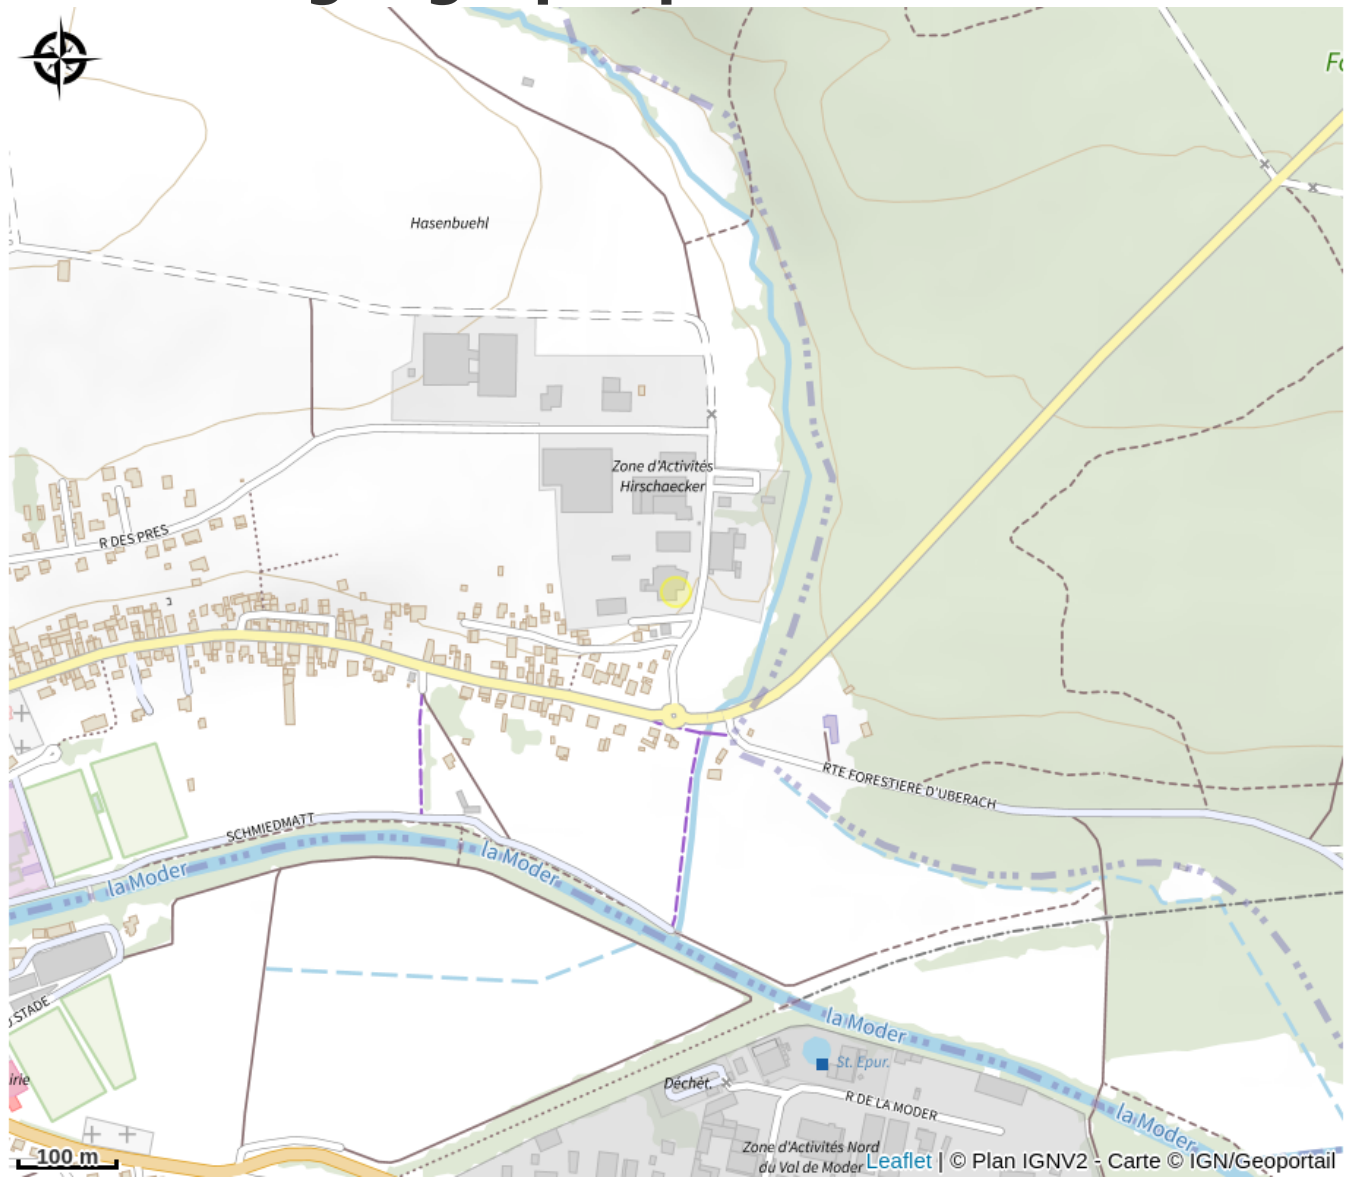 Hasenbuehl
Zone d'Activités
Hirschaecker
R DES PRES
RTE FORESTIERE D'UBERACH
SCHMIEDMATT
la Moder
la Moder
STADE
la Moder
St. Epur.
Déchèt.
R DE LA MODER
la Moder
Zone d'Activités Nord
du Val de Moder
100 m
Leaflet | © Plan IGNV2 - Carte © IGN/Geoportail